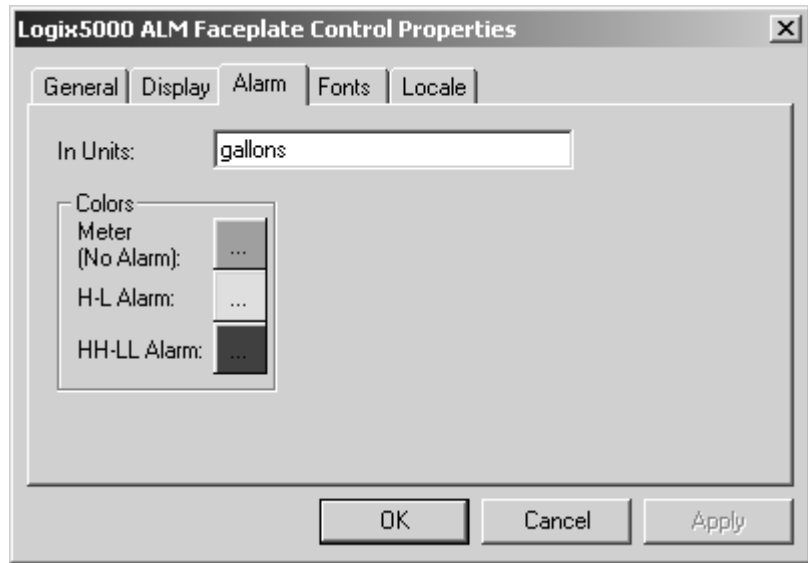 Logix5000 ALM Faceplate Control Properties
General Display Alarm Fonts Locale
In Units: gallons
Colors
Meter
(No Alarm): ...
H-L Alarm: ...
HH-LL Alarm: ...
OK Cancel Apply